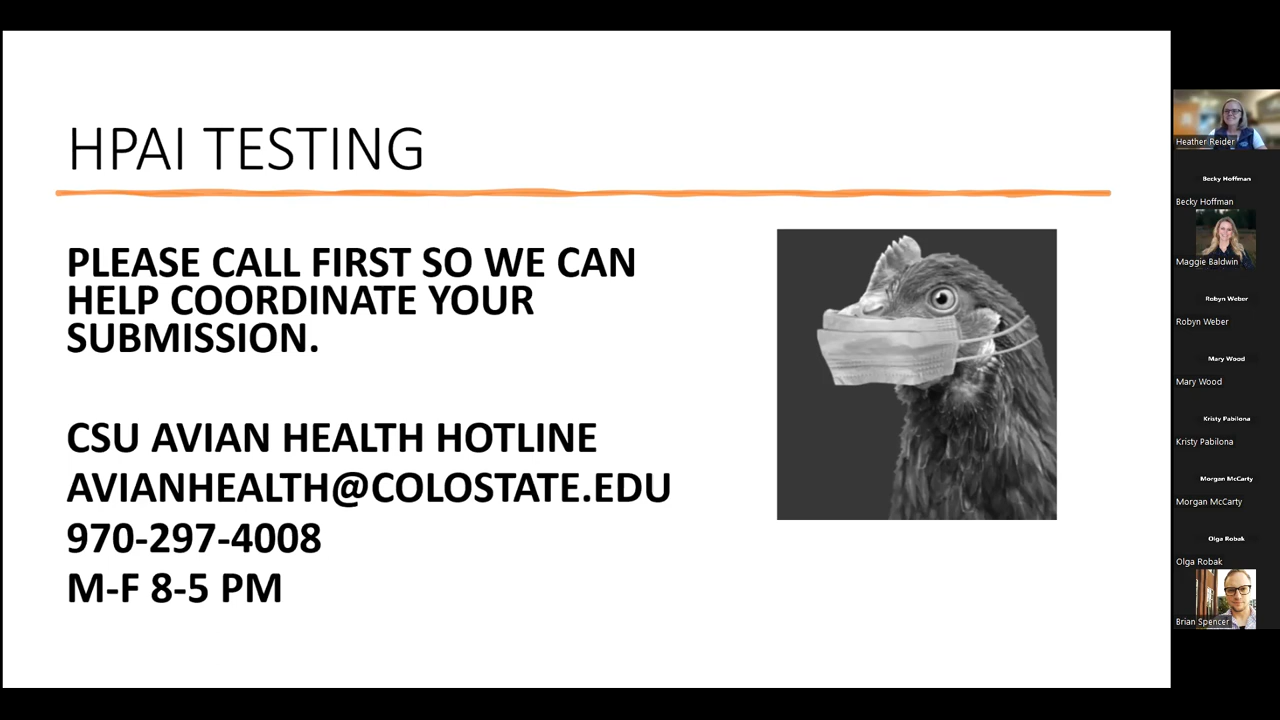 HPAI TESTING
PLEASE CALL FIRST SO WE CAN
HELP COORDINATE YOUR
SUBMISSION.
CSU AVIAN HEALTH HOTLINE
AVIANHEALTH@COLOSTATE.EDU
970-297-4008
M-F 8-5 PM
Heather Reider
Becky Hoffman
Becky Hoffman
Maggie Baldwin
Robyn Weber
Robyn Weber
Mary Wood
Mary Wood
Kristy Pabilona
Kristy Pabilona
Morgan McCarty
Morgan McCarty
Olga Robak
Olga Robak
Brian Spencer